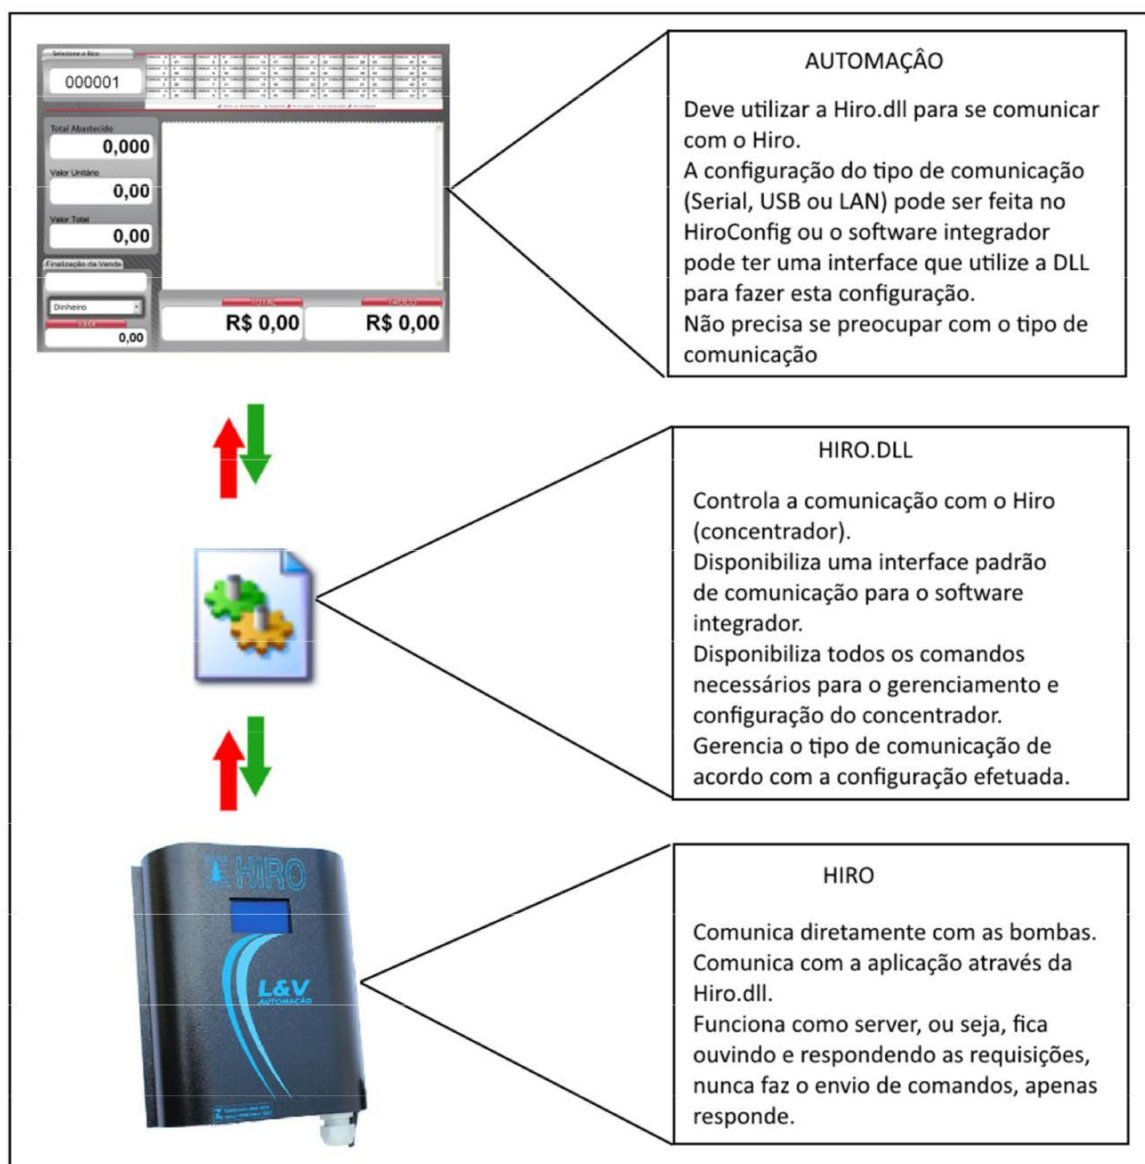 Selecione o Bico
000001
Total Abastecido
0,000
Valor Unitário
0,00
Valor Total
0,00
Finalização da Venda
Dinheiro
0,00
TOTAL
R$ 0,00
TROCO
R$ 0,00
AUTOMAÇÂO
Deve utilizar a Hiro.dll para se comunicar
com o Hiro.
A configuração do tipo de comunicação
(Serial, USB ou LAN) pode ser feita no
HiroConfig ou o software integrador
pode ter uma interface que utilize a DLL
para fazer esta configuração.
Não precisa se preocupar com o tipo de
comunicação
HIRO.DLL
Controla a comunicação com o Hiro
(concentrador).
Disponibiliza uma interface padrão
de comunicação para o software
integrador.
Disponibiliza todos os comandos
necessários para o gerenciamento e
configuração do concentrador.
Gerencia o tipo de comunicação de
acordo com a configuração efetuada.
HIRO
L&V
AUTOMAÇÃO
HIRO
Comunica diretamente com as bombas.
Comunica com a aplicação através da
Hiro.dll.
Funciona como server, ou seja, fica
ouvindo e respondendo as requisições,
nunca faz o envio de comandos, apenas
responde.